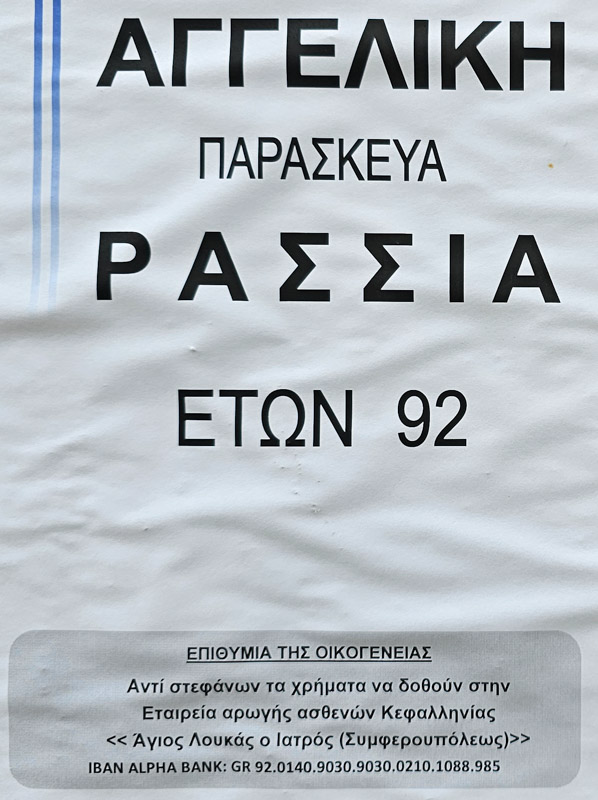 ΑΓΓΕΛΙΚΗ
ΠΑΡΑΣΚΕΥΑ
ΡΑΣΣΙΑ
ΕΤΩΝ 92
ΕΠΙΘΥΜΙΑ ΤΗΣ ΟΙΚΟΓΕΝΕΙΑΣ
Αντί στεφάνων τα χρήματα να δοθούν στην
Εταιρεία αρωγής ασθενών Κεφαλληνίας
<< Άγιος Λουκάς ο Ιατρός (Συμφερουπόλεως)>>
IBAN ALPHA BANK: GR 92.0140.9030.9030.0210.1088.985